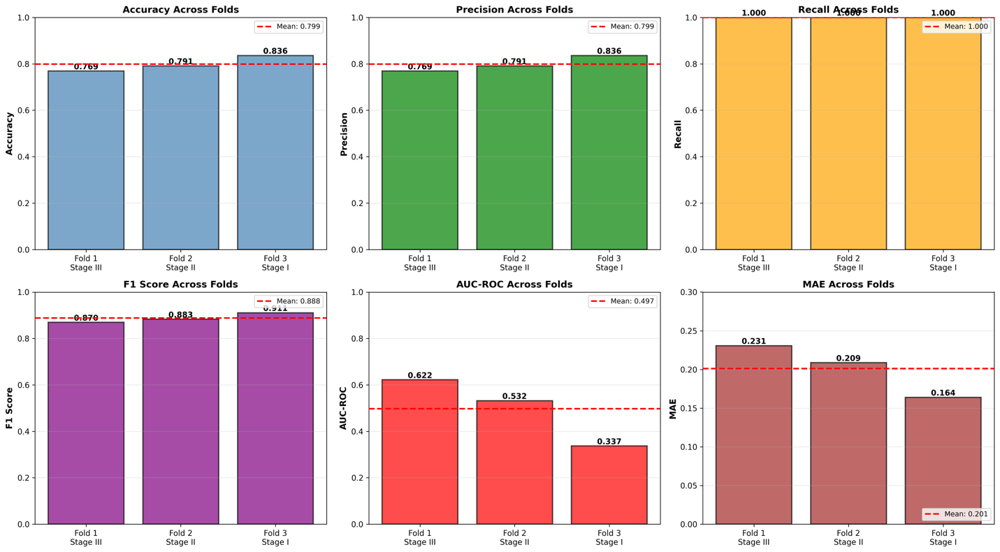 Accuracy Across Folds
1.0
0.8
0.6
0.4
0.2
0.0
Accuracy
Mean: 0.799
0.769
0.791
0.836
Fold 1
Stage III
Fold 2
Stage II
Fold 3
Stage I
Precision Across Folds
1.0
0.8
0.6
0.4
0.2
0.0
Precision
Mean: 0.799
0.769
0.791
0.836
Fold 1
Stage III
Fold 2
Stage II
Fold 3
Stage I
Recall Across Folds
1.0
0.8
0.6
0.4
0.2
0.0
Recall
1.000
1.000
1.000
Mean: 1.000
Fold 1
Stage III
Fold 2
Stage II
Fold 3
Stage I
F1 Score Across Folds
1.0
0.8
0.6
0.4
0.2
0.0
F1 Score
Mean: 0.888
0.870
0.883
0.911
Fold 1
Stage III
Fold 2
Stage II
Fold 3
Stage I
AUC-ROC Across Folds
1.0
0.8
0.6
0.4
0.2
0.0
AUC-ROC
Mean: 0.497
0.622
0.532
0.337
Fold 1
Stage III
Fold 2
Stage II
Fold 3
Stage I
MAE Across Folds
0.30
0.25
0.20
0.15
0.10
0.05
0.00
MAE
0.231
0.209
0.164
Mean: 0.201
Fold 1
Stage III
Fold 2
Stage II
Fold 3
Stage I